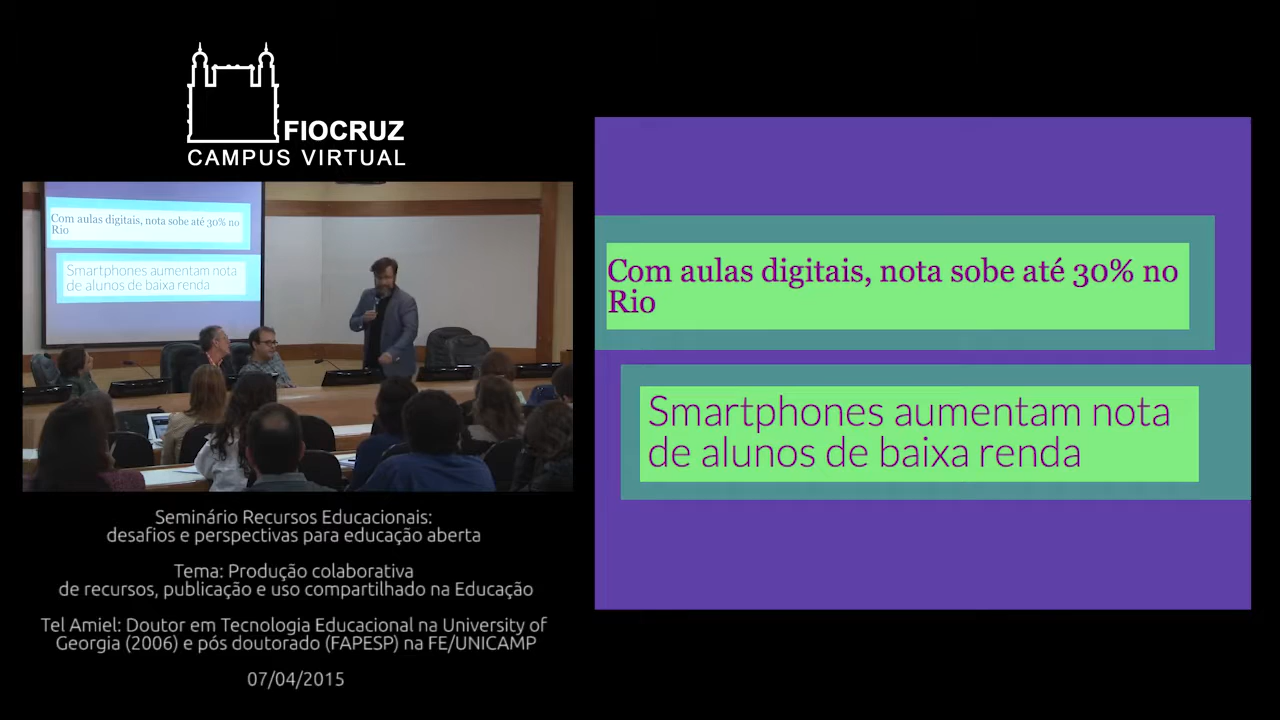 FIOCRUZ
CAMPUS VIRTUAL
Com aulas digitais, nota sobe até 30% no
Rio
Smartphones aumentam nota
de alunos de baixa renda
Seminário Recursos Educacionais:
desafios e perspectivas para educação aberta
Tema: Produção colaborativa
de recursos, publicação e uso compartilhado na Educação
Tel Amiel: Doutor em Tecnologia Educacional na University of
Georgia (2006) e pós doutorado (FAPESP) na FE/UNICAMP
07/04/2015
Com aulas digitais, nota sobe até 30% no
Rio
Smartphones aumentam nota
de alunos de baixa renda